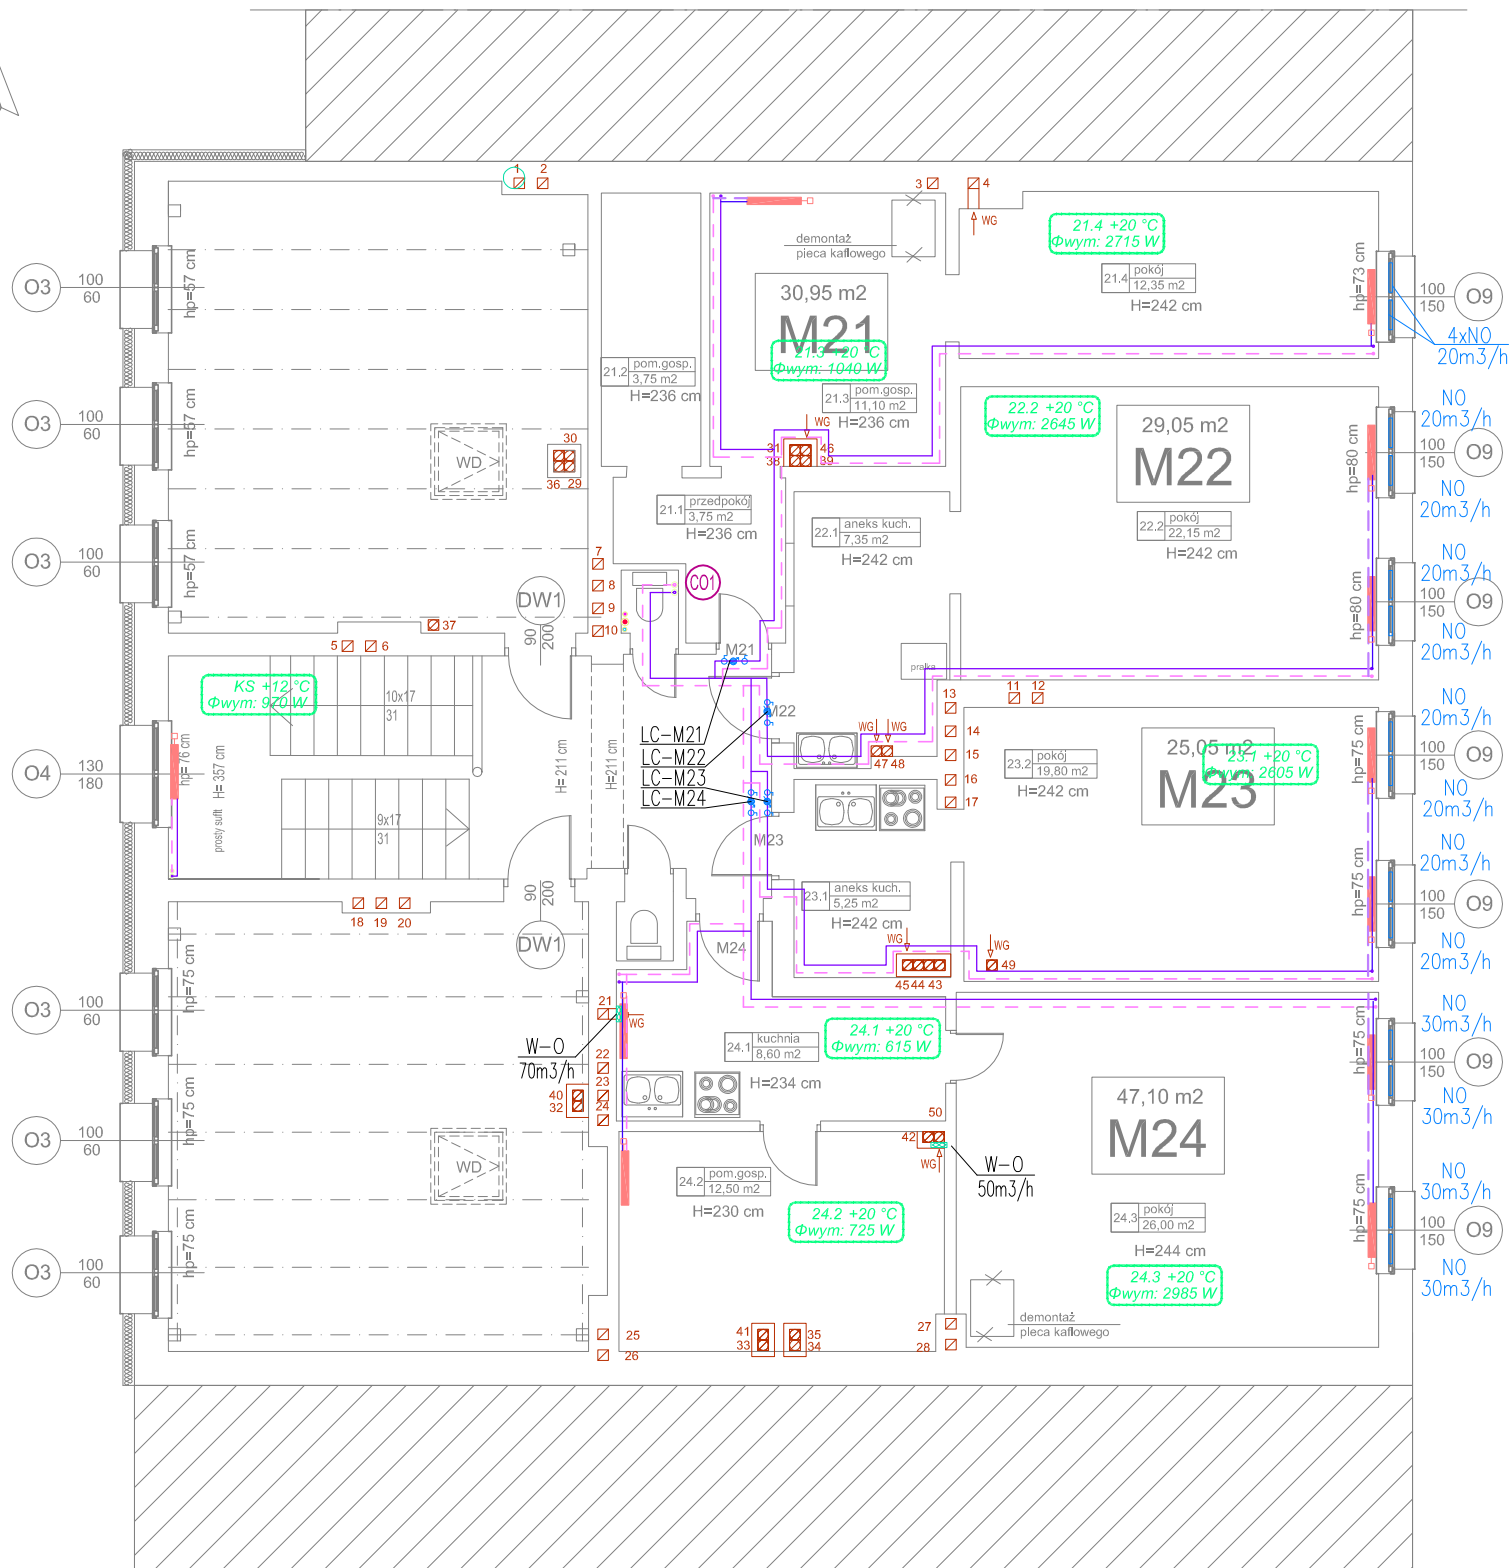 1 2
3 4
WG
21.4 +20 °C
Φwym: 2715 W
demontaż
pieca kaflowego
pokój
21.4 12,35 m2
H=242 cm
30,95 m2
M21
21.3 +20 °C
Φwym: 1040 W
O3 100
60
hp=57 cm
hp=73 cm
100
150
O9
4xNO
20m3/h
pom.gosp.
21,2 3,75 m2
H=236 cm
pom.gosp.
21.3 11,10 m2
H=236 cm
22.2 +20 °C
Φwym: 2645 W
29,05 m2
M22
O3 100
60
hp=57 cm
NO
20m3/h
hp=80 cm
100
150
O9
NO
20m3/h
WD
30
36 29
WG
31 46
38 39
przedpokój
21.1 3,75 m2
H=236 cm
aneks kuch.
22.1 7,35 m2
H=242 cm
pokój
22.2 22,15 m2
H=242 cm
O3 100
60
hp=57 cm
7
8
9
10
CO1
DW1
90
200
37
5 6
NO
20m3/h
hp=80 cm
100
150
O9
NO
20m3/h
M21
pralka
KS +12 °C
Φwym: 970 W
10x17
31
M22
LC-M21
LC-M22
LC-M23
LC-M24
WG WG
47 48
13
14
15
16
17
11 12
pokój
23,2 19,80 m2
H=242 cm
25,05 m2
M23
23.1 +20 °C
Φwym: 2605 W
NO
20m3/h
hp=75 cm
100
150
O9
NO
20m3/h
O4 130
180
hp= 76 cm
prosty sufit H= 357 cm
H=211 cm
H=211 cm
9x17
31
M23
aneks kuch.
23.1 5,25 m2
H=242 cm
NO
20m3/h
hp=75 cm
100
150
O9
NO
20m3/h
18 19 20
90
200
DW1
M24
WG
45 44 43
WG
49
O3 100
60
hp=75 cm
21
WG
W-O
70m3/h
22
23
24
40
32
kuchnia
24.1 8,60 m2
H=234 cm
24.1 +20 °C
Φwym: 615 W
NO
30m3/h
hp=75 cm
100
150
O9
NO
30m3/h
47,10 m2
M24
O3 100
60
hp=75 cm
WD
50
42
WG
W-O
50m3/h
pom.gosp.
24.2 12,50 m2
H=230 cm
24.2 +20 °C
Φwym: 725 W
pokój
24.3 26,00 m2
H=244 cm
24.3 +20 °C
Φwym: 2985 W
NO
30m3/h
hp=75 cm
100
150
O9
NO
30m3/h
O3 100
60
hp=75 cm
demontaż
pieca kaflowego
25
26
41
33
35
34
27
28